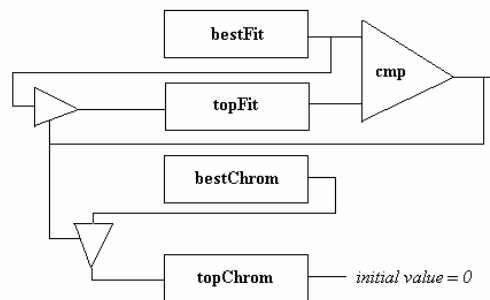 bestFit
cmp
topFit
bestChrom
topChrom
initial value = 0